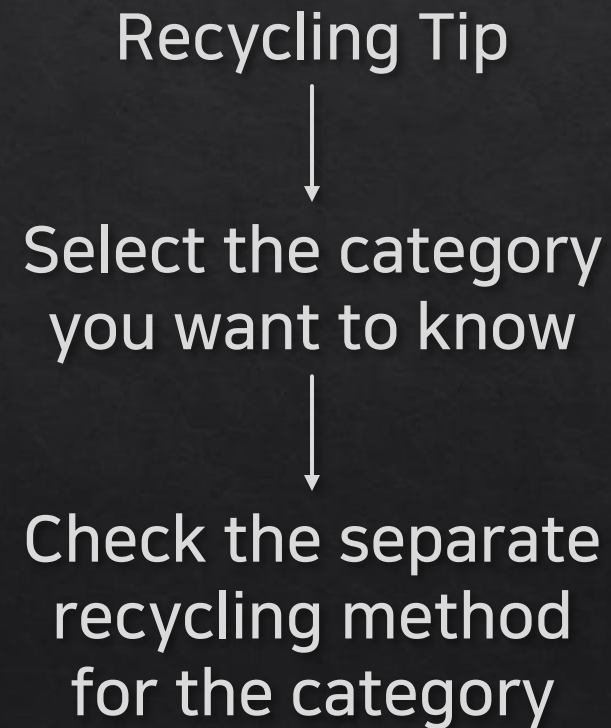 Recycling Tip
Select the category
you want to know
Check the separate
recycling method
for the category